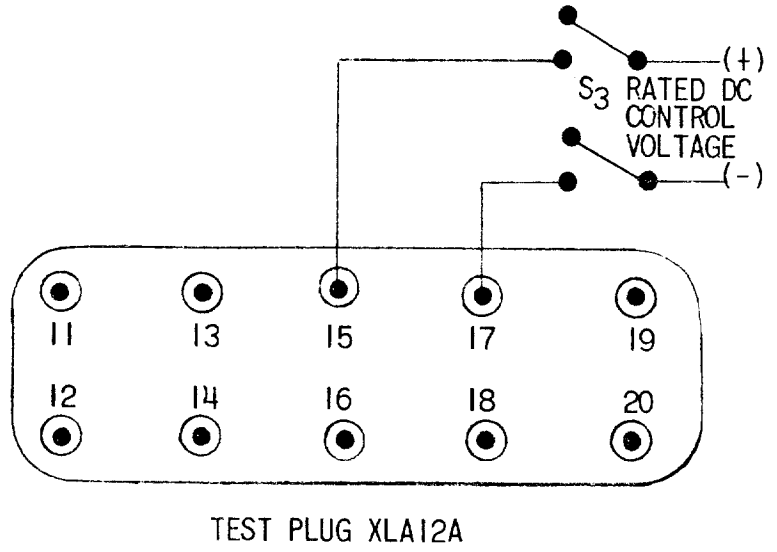 (+)
S3 RATED DC
CONTROL
VOLTAGE
(-)
11 13 15 17 19
12 14 16 18 20
TEST PLUG XLA12A